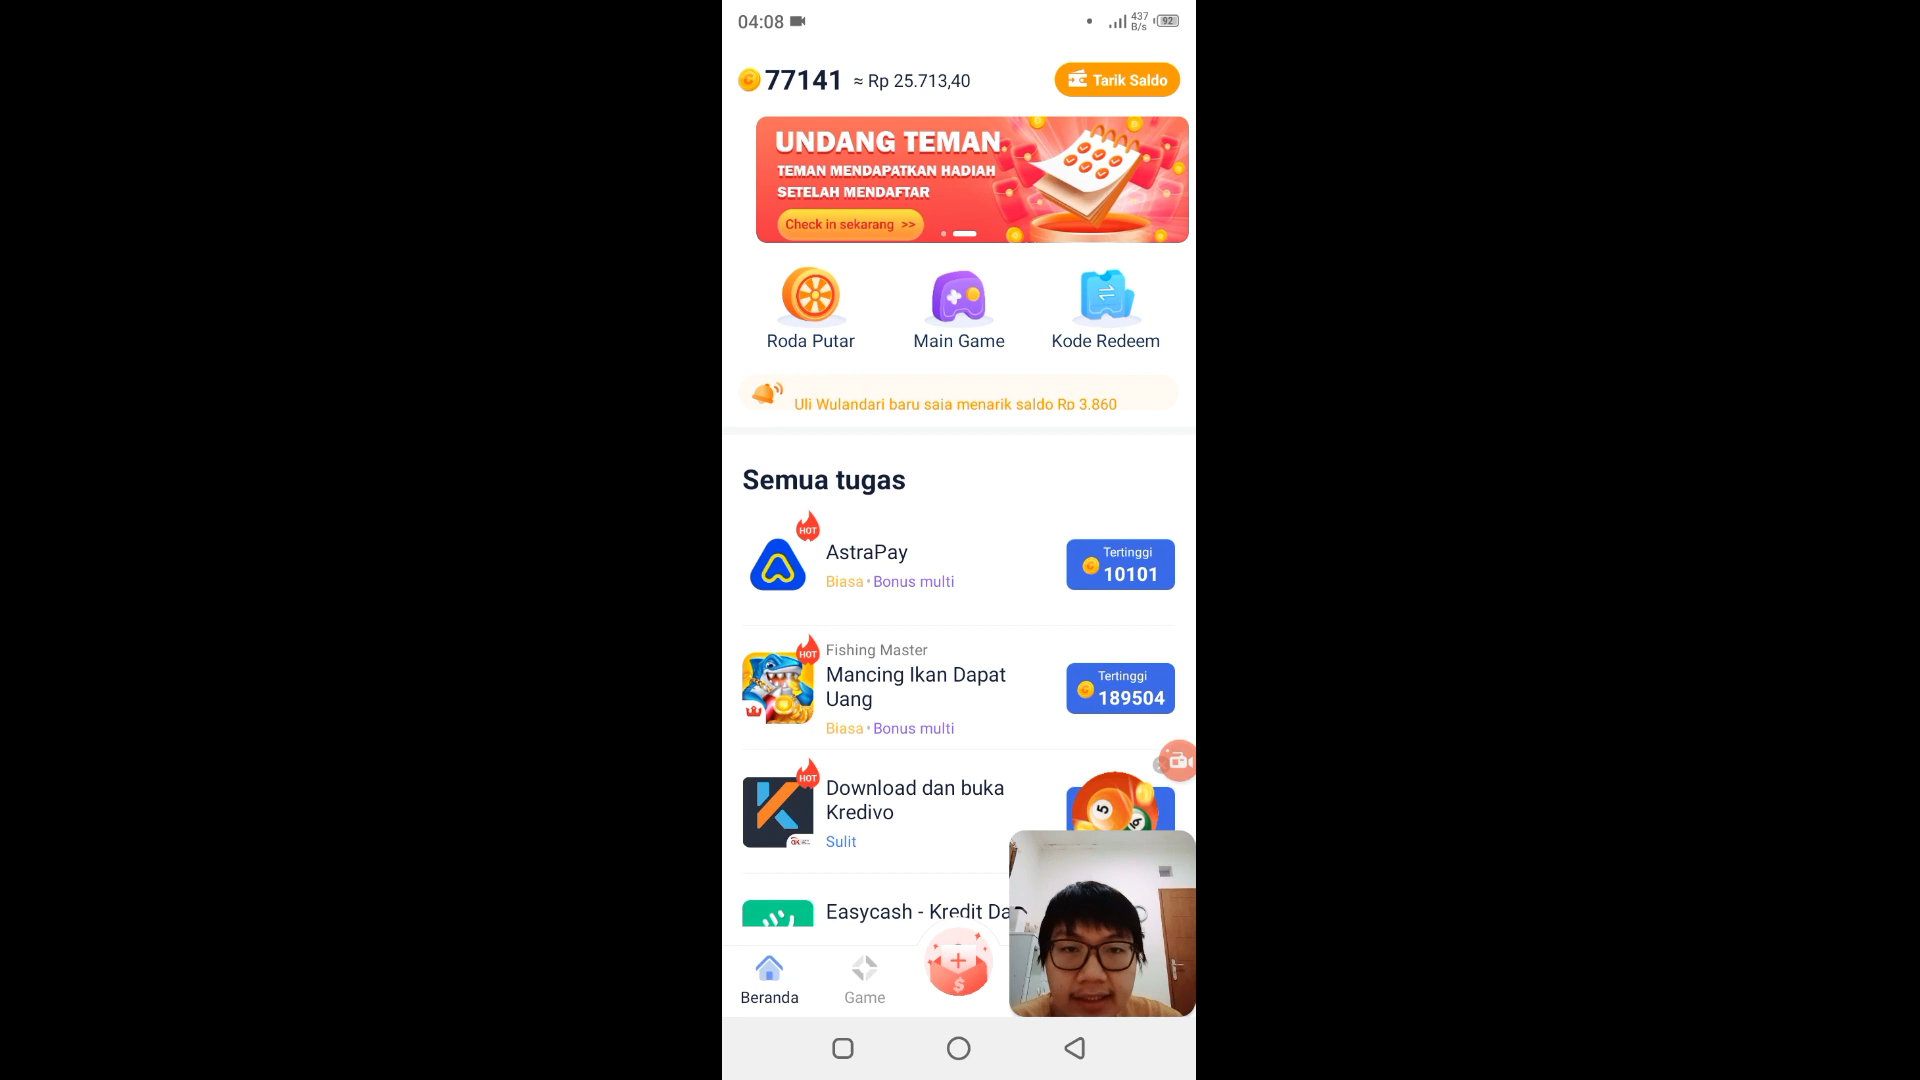 04:08
437
B/s
92
77141 ≈ Rp 25.713,40
Tarik Saldo
UNDANG TEMAN
TEMAN MENDAPATKAN HADIAH
SETELAH MENDAFTAR
Check in sekarang >>
Roda Putar
Main Game
Kode Redeem
Uli Wulandari baru saja menarik saldo Rp 3.860
Semua tugas
HOT
AstraPay
Biasa • Bonus multi
Tertinggi
10101
HOT
Fishing Master
Mancing Ikan Dapat
Uang
Biasa • Bonus multi
Tertinggi
189504
HOT
Download dan buka
Kredivo
Sulit
5
Easycash - Kredit Da
$
Beranda
Game